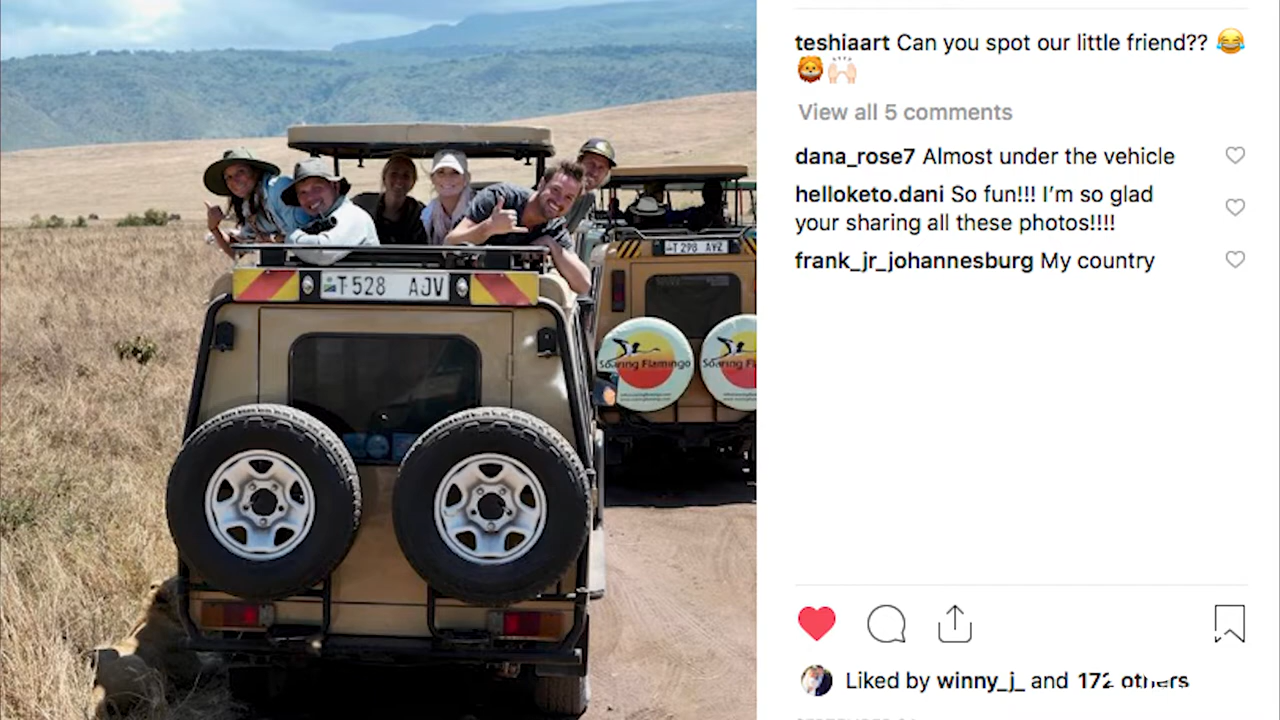 teshiaart Can you spot our little friend?? 😂
🦁🙌🏻
View all 5 comments
dana_rose7 Almost under the vehicle
helloketo.dani So fun!!! I'm so glad
your sharing all these photos!!!!
frank_jr_johannesburg My country
T 528 AJV
T 298 AYZ
Soaring Flamingo
Soaring Flamingo
Liked by winny_j_ and 172 others